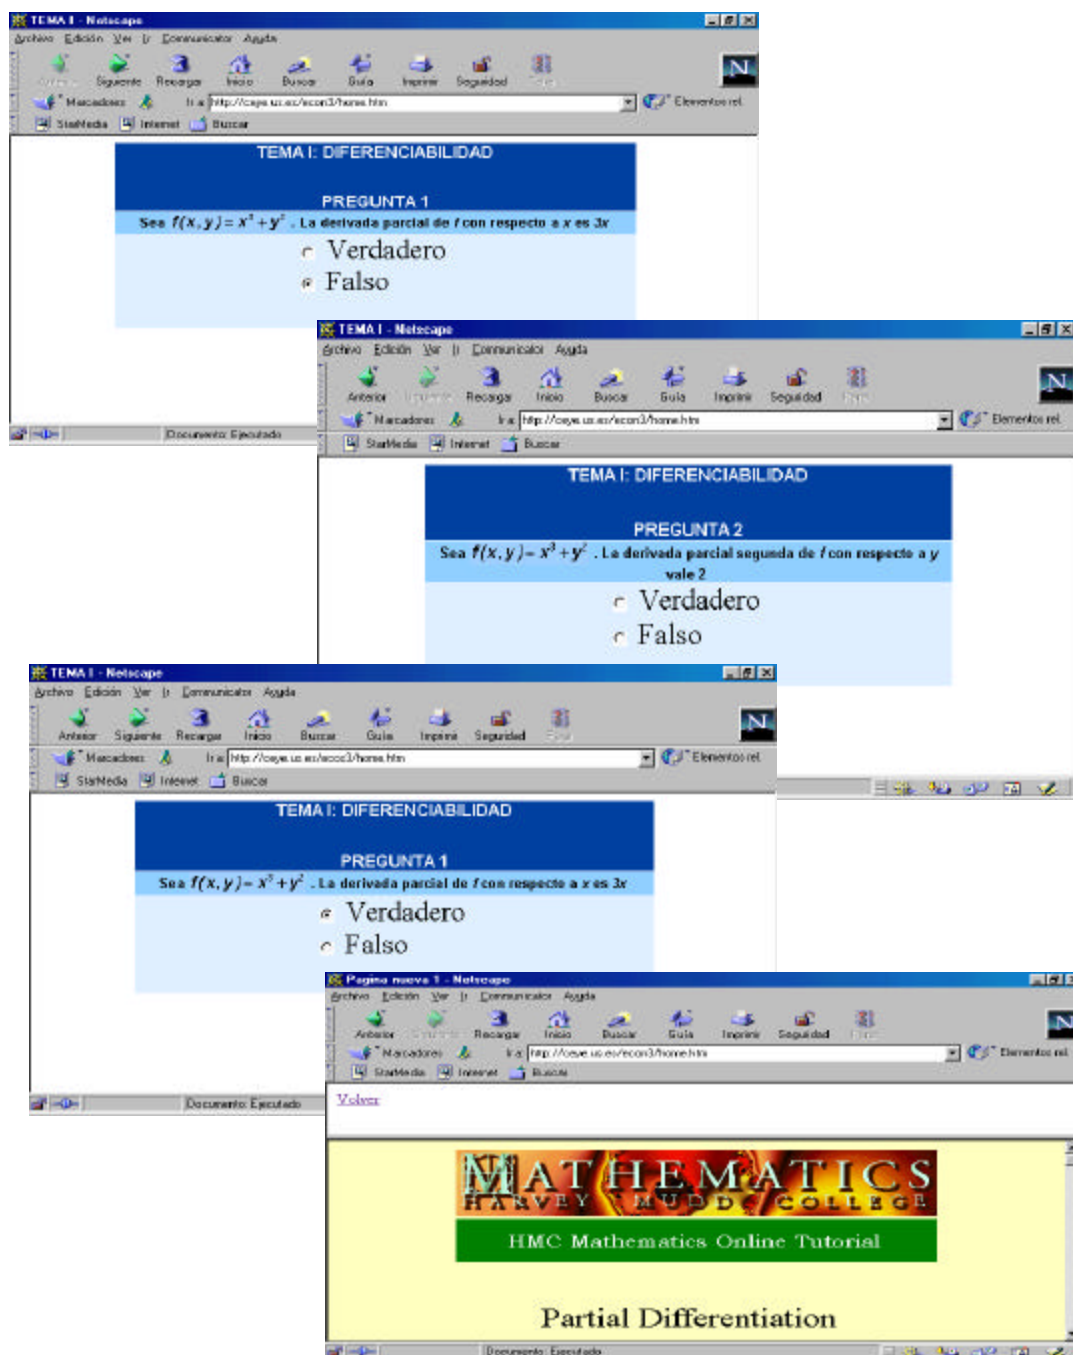 TEMA I - Netscape
Archivo Edición Ver Ir Communicator Ayuda
Siguiente Recargar Inicio Buscar Guía Imprimir Seguridad
Marcadores Ir a: http://ceye.us.es/econ3/home.htm Elementos rel.
StarMedia Internet Buscar
TEMA I: DIFERENCIABILIDAD
PREGUNTA 1
Sea f(x,y)= x³ + y² . La derivada parcial de f con respecto a x es 3x
Verdadero
Falso
Documento: Ejecutado
TEMA I - Netscape
Archivo Edición Ver Ir Communicator Ayuda
Anterior Recargar Inicio Buscar Guía Imprimir Seguridad
Marcadores Ir a: http://ceye.us.es/econ3/home.htm Elementos rel.
StarMedia Internet Buscar
TEMA I: DIFERENCIABILIDAD
PREGUNTA 2
Sea f(x,y)= x³ + y² . La derivada parcial segunda de f con respecto a y
vale 2
Verdadero
Falso
TEMA I - Netscape
Archivo Edición Ver Ir Communicator Ayuda
Anterior Siguiente Recargar Inicio Buscar Guía Imprimir Seguridad
Marcadores Ir a: http://ceye.us.es/econ3/home.htm Elementos rel.
StarMedia Internet Buscar
TEMA I: DIFERENCIABILIDAD
PREGUNTA 1
Sea f(x,y)= x³ + y² . La derivada parcial de f con respecto a x es 3x
Verdadero
Falso
Documento: Ejecutado
Pagina nueva 1 - Netscape
Archivo Edición Ver Ir Communicator Ayuda
Anterior Recargar Inicio Buscar Guía Imprimir Seguridad
Marcadores Ir a: http://ceye.us.es/econ3/home.htm Elementos rel.
StarMedia Internet Buscar
Volver
MATHEMATICS
HARVEY MUDD COLLEGE
HMC Mathematics Online Tutorial
Partial Differentiation
Documento: Ejecutado